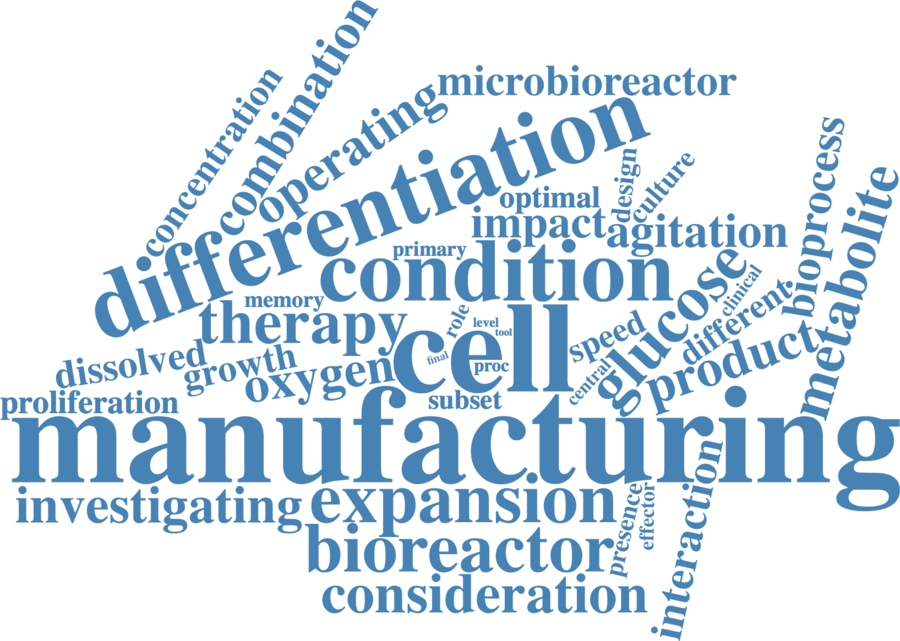 combination
concentration
operating
microbioreactor
differentiation
optimal
design
culture
impact
agitation
bioprocess
metabolite
primary
condition
glucose
clinical
different
memory
therapy
role
level
tool
cell
speed
dissolved
growth
oxygen
final
proc
central
product
proliferation
subset
manufacturing
investigating
expansion
presence
effector
interaction
bioreactor
consideration